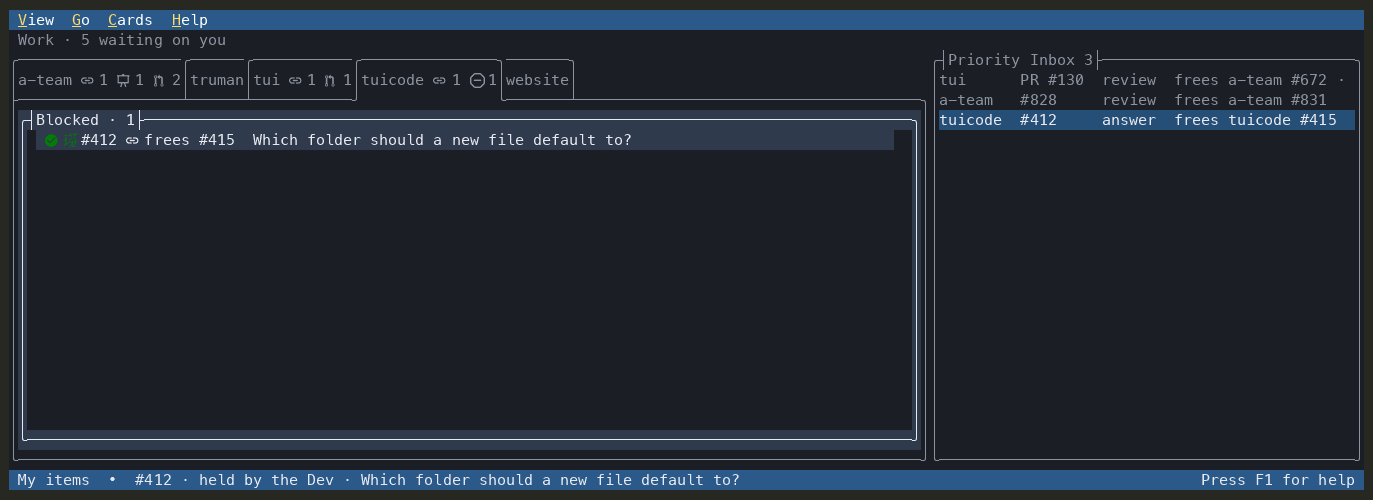 View Go Cards Help
Work · 5 waiting on you
a-team 1 1 2 truman tui 1 1 tuicode 1 1 website
Blocked · 1
#412 frees #415 Which folder should a new file default to?
Priority Inbox 3
tui PR #130 review frees a-team #672 ·
a-team #828 review frees a-team #831
tuicode #412 answer frees tuicode #415
My items • #412 · held by the Dev · Which folder should a new file default to? Press F1 for help